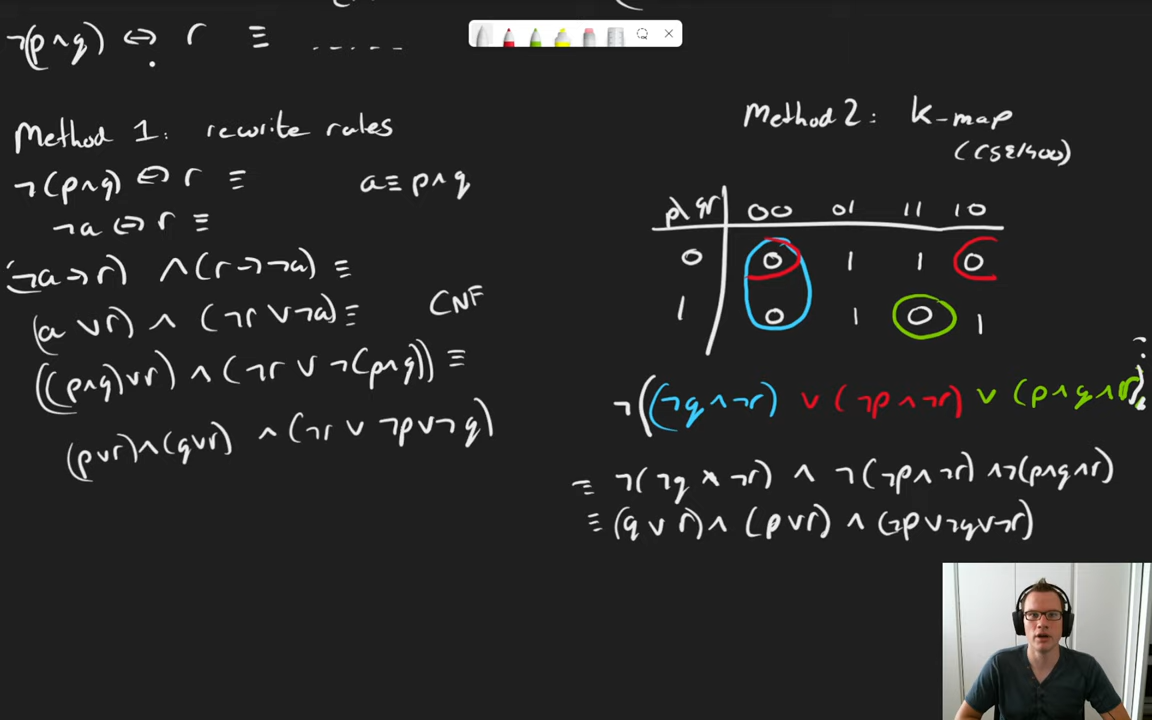 ¬(p∧q) ⇔ r ≡ ......
Method 1: rewrite rules
¬(p∧q) ⇔ r ≡ a≡ p∧q
¬a ⇔ r ≡
(¬a→r) ∧(r→¬a) ≡
(a ∨r) ∧ (¬r ∨¬a)≡ CNF
((p∧q)∨r) ∧ (¬r ∨ ¬(p∧q)) ≡
(p∨r)∧(q∨r) ∧ (¬r ∨ ¬p∨¬q)
Method 2: K-map
(CSE1400)
p\qr 00 01 11 10
0 0 1 1 0
1 0 1 0 1
¬((¬q∧¬r) ∨ (¬p∧¬r) ∨ (p∧q∧r))
≡ ¬(¬q ∧ ¬r) ∧ ¬(¬p∧¬r) ∧¬(p∧q∧r)
≡ (q ∨ r)∧ (p∨r) ∧ (¬p∨¬q∨¬r)